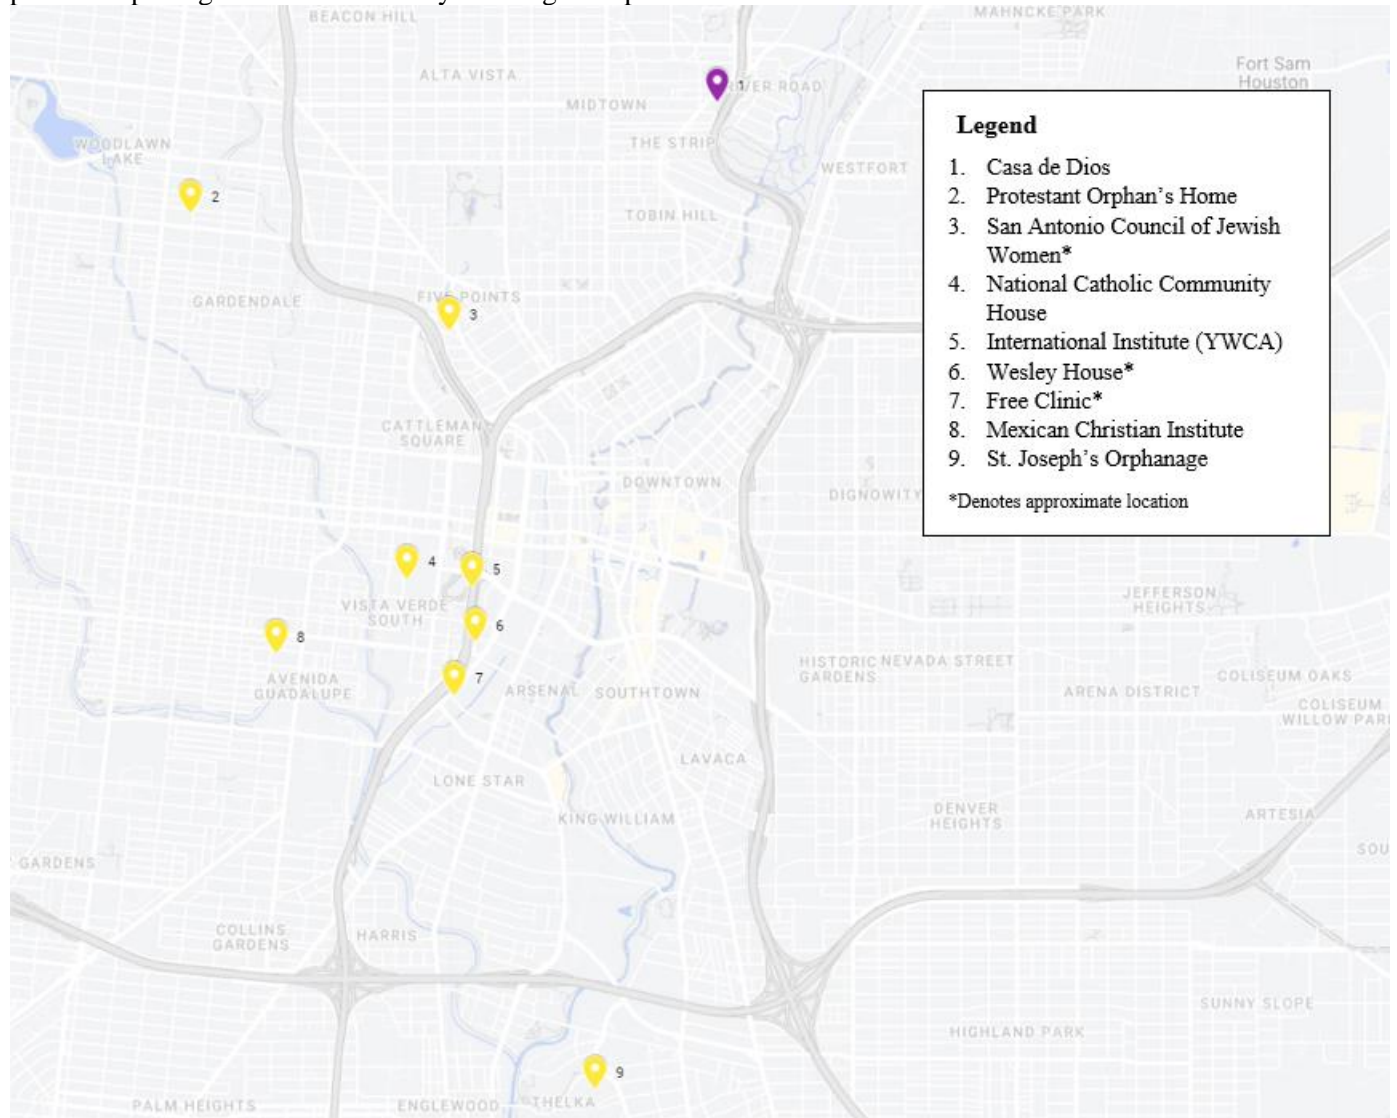 BEACON HILL
MAHNCKE PARK
Fort Sam
Houston
ALTA VISTA
1
RIVER ROAD
MIDTOWN
Legend
THE STRIP
WOODLAWN
LAKE
WESTFORT
1. Casa de Dios
2. Protestant Orphan's Home
3. San Antonio Council of Jewish
Women*
4. National Catholic Community
House
5. International Institute (YWCA)
6. Wesley House*
7. Free Clinic*
8. Mexican Christian Institute
9. St. Joseph's Orphanage
*Denotes approximate location
2
TOBIN HILL
GARDENDALE
FIVE POINTS
3
CATTLEMAN
SQUARE
DOWNTOWN
DIGNOWITY
4
5
JEFFERSON
HEIGHTS
VISTA VERDE
SOUTH
6
8
HISTORIC
GARDENS
NEVADA STREET
AVENIDA
GUADALUPE
7
ARSENAL
SOUTHTOWN
ARENA DISTRICT
COLISEUM OAKS
COLISEUM
WILLOW PARK
LAVACA
LONE STAR
KING WILLIAM
DENVER
HEIGHTS
ARTESIA
SOU
GARDENS
COLLINS
GARDENS
HARRIS
SUNNY SLOPE
HIGHLAND PARK
9
PALM HEIGHTS
ENGLEWOOD
THELKA